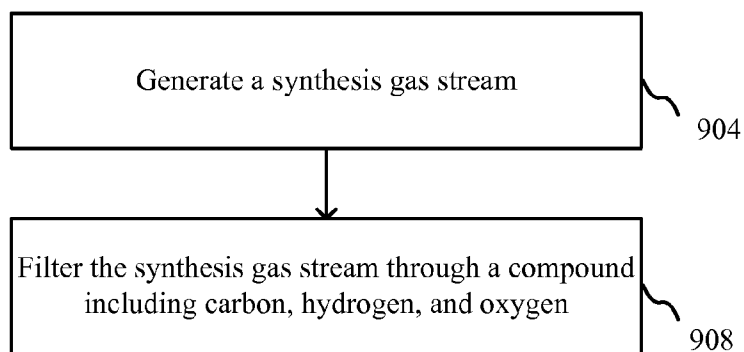 Generate a synthesis gas stream
904
Filter the synthesis gas stream through a compound
including carbon, hydrogen, and oxygen
908